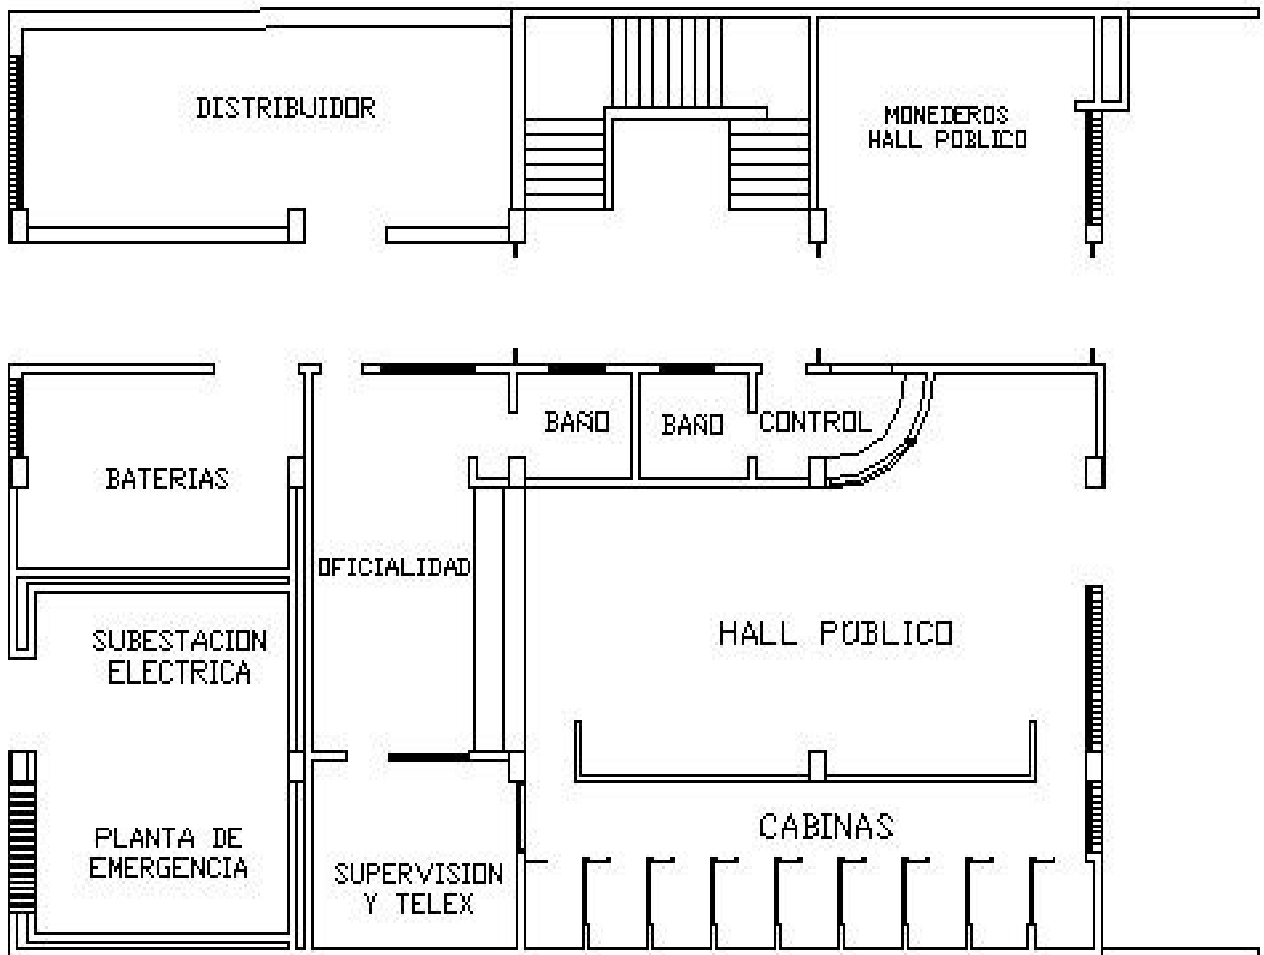 DISTRIBUIDOR
MONEDEROS
HALL PUBLICO
BAÑO
BAÑO
CONTROL
BATERIAS
OFICIALIDAD
HALL PUBLICO
SUBESTACION
ELECTRICA
CABINAS
PLANTA DE
EMERGENCIA
SUPERVISION
Y TELEX